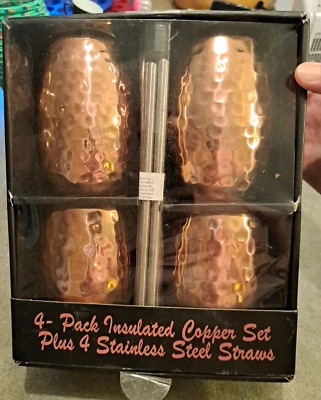 4- Pack Insulated Copper Set
Plus 4 Stainless Steel Straws